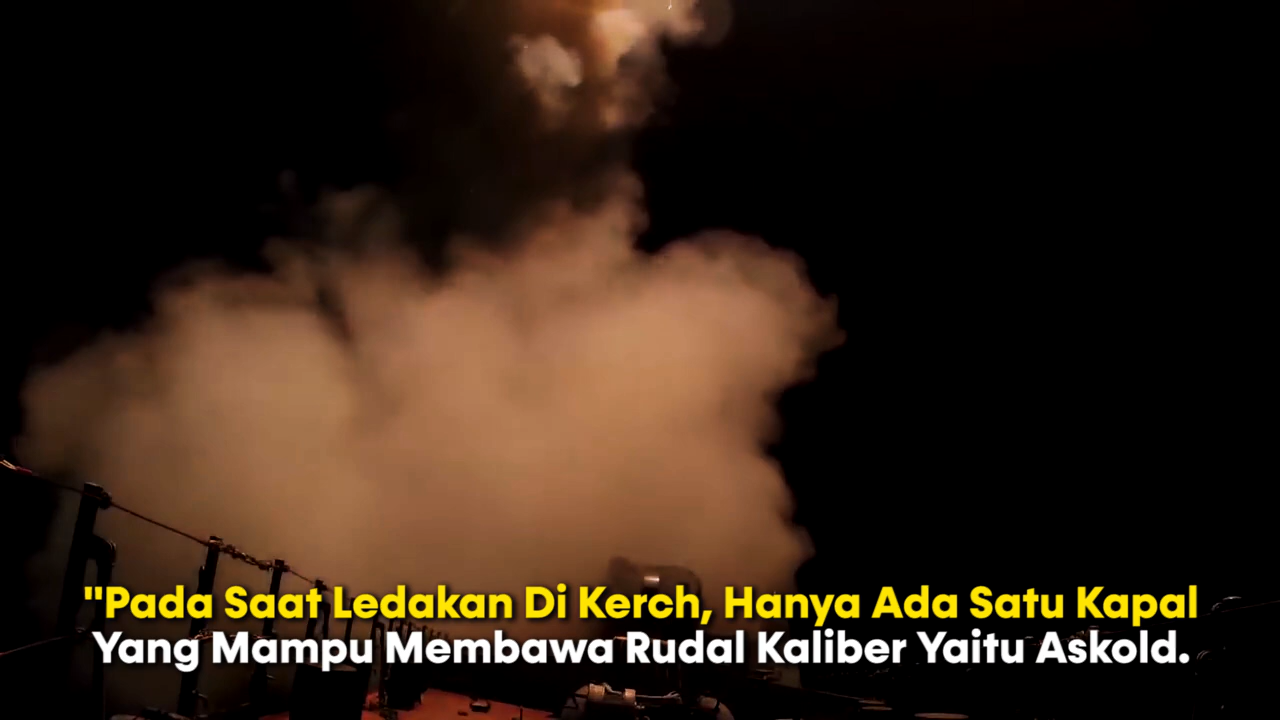 "Pada Saat Ledakan Di Kerch, Hanya Ada Satu Kapal
Yang Mampu Membawa Rudal Kaliber Yaitu Askold.